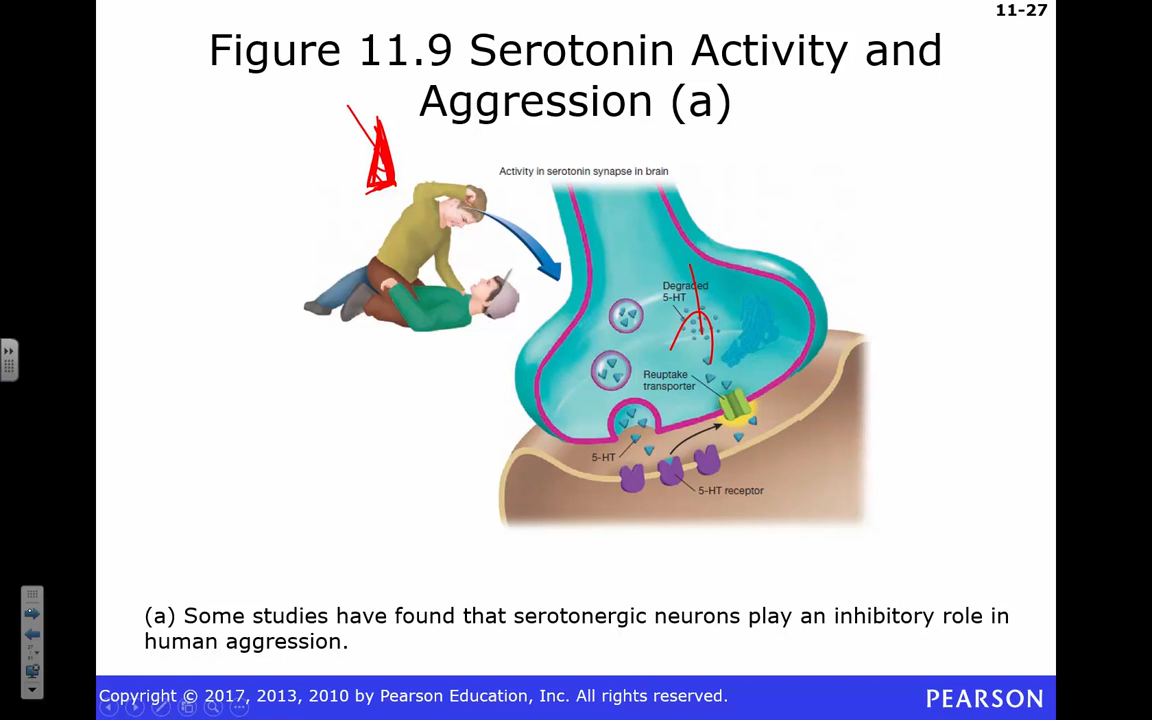 11-27
Figure 11.9 Serotonin Activity and
Aggression (a)
Activity in serotonin synapse in brain
Degraded
5-HT
Reuptake
transporter
5-HT
5-HT receptor
(a) Some studies have found that serotonergic neurons play an inhibitory role in
human aggression.
Copyright © 2017, 2013, 2010 by Pearson Education, Inc. All rights reserved.
PEARSON